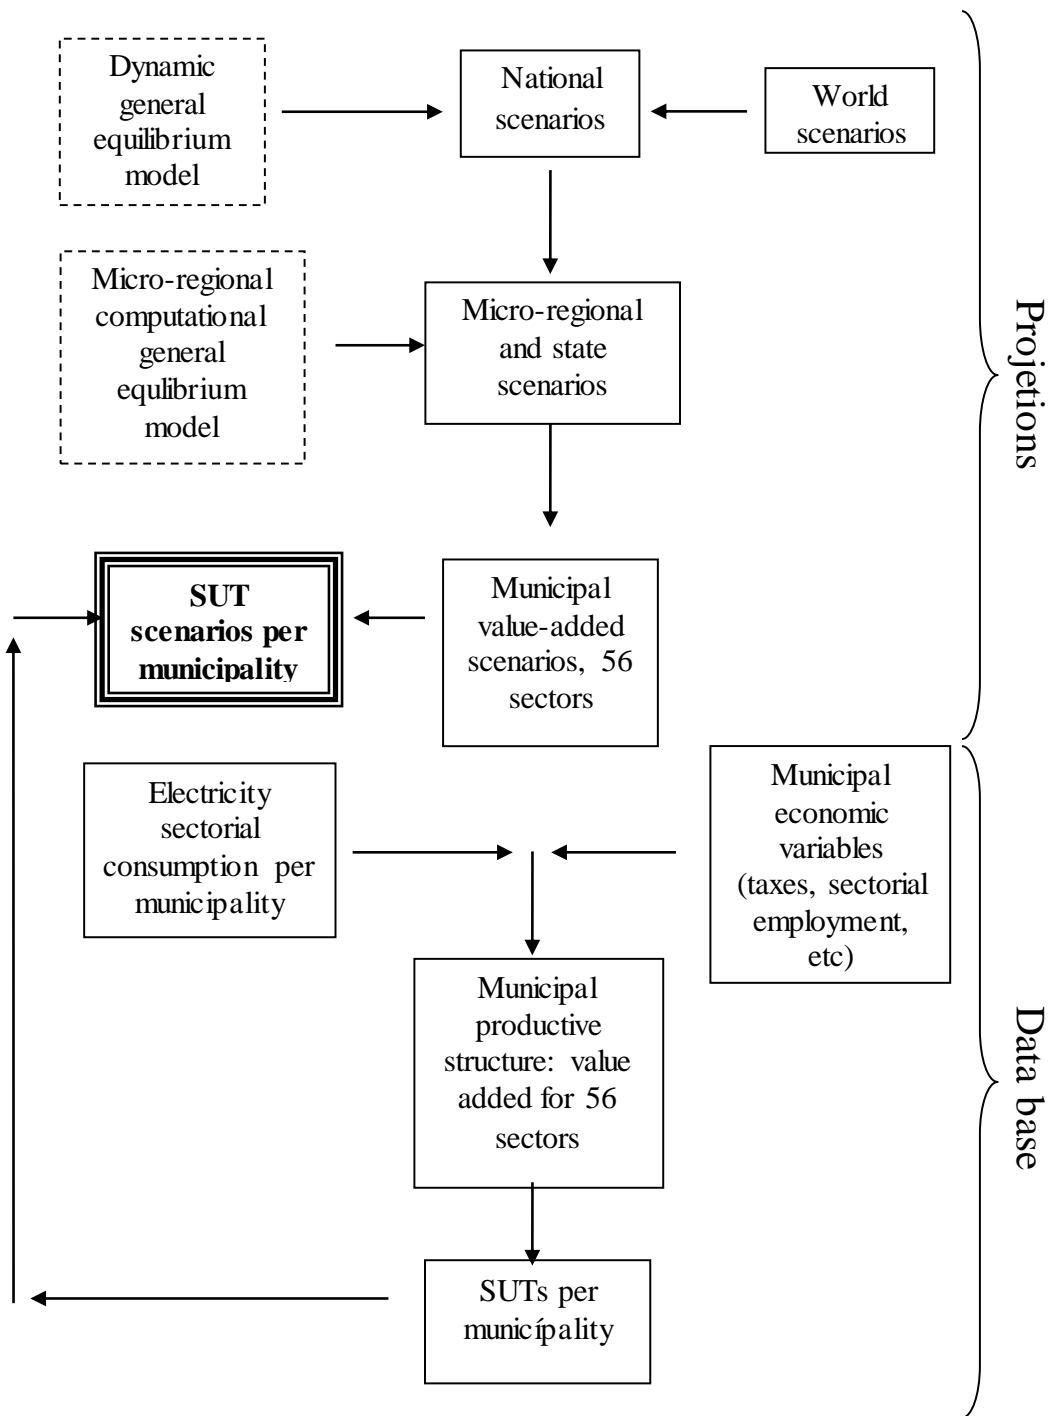 Dynamic
general
equilibrium
model
National
scenarios
World
scenarios
Micro-regional
computational
general
equlibrium
model
Micro-regional
and state
scenarios
Projetions
SUT
scenarios per
municipality
Municipal
value-added
scenarios, 56
sectors
Electricity
sectorial
consumption per
municipality
Municipal
economic
variables
(taxes, sectorial
employment,
etc)
Municipal
productive
structure: value
added for 56
sectors
Data base
SUTs per
municípality